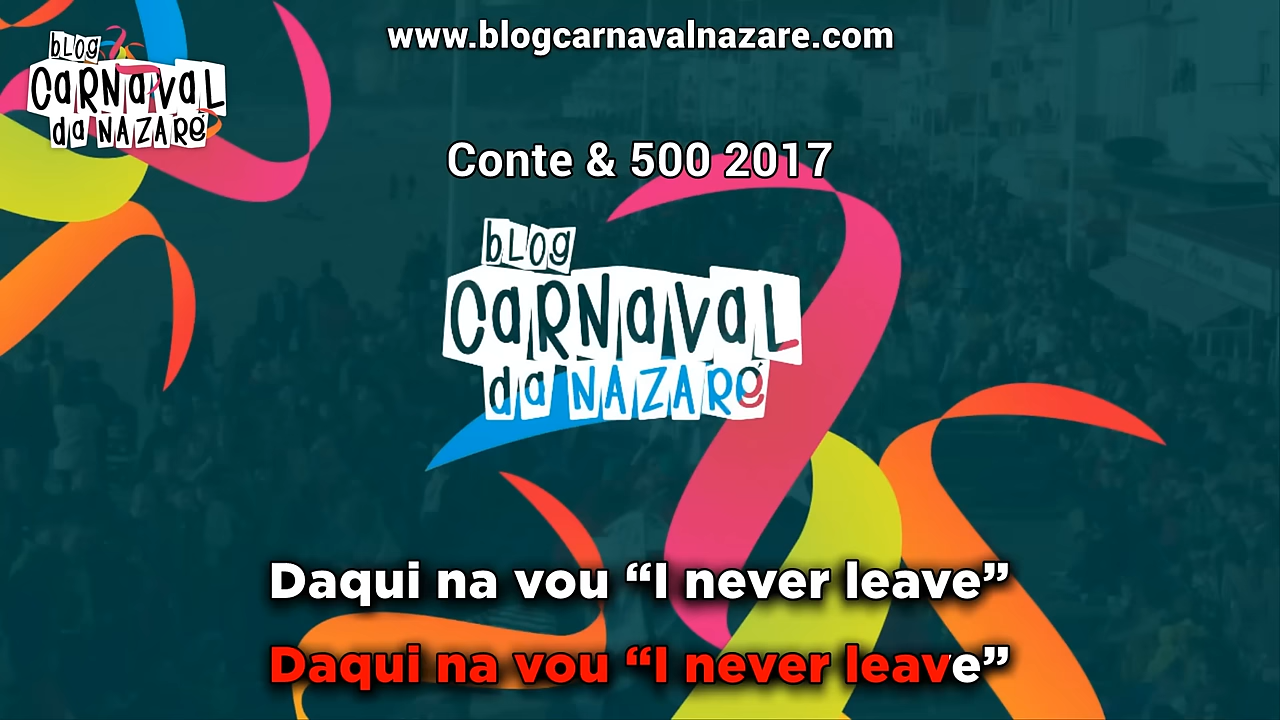 www.blogcarnavalnazare.com
blog
CaRNaVaL
da NAZARé
Conte & 500 2017
bLOg
CaRNaVaL
da NAZARé
Daqui na vou “I never leave”
Daqui na vou “I never leave”